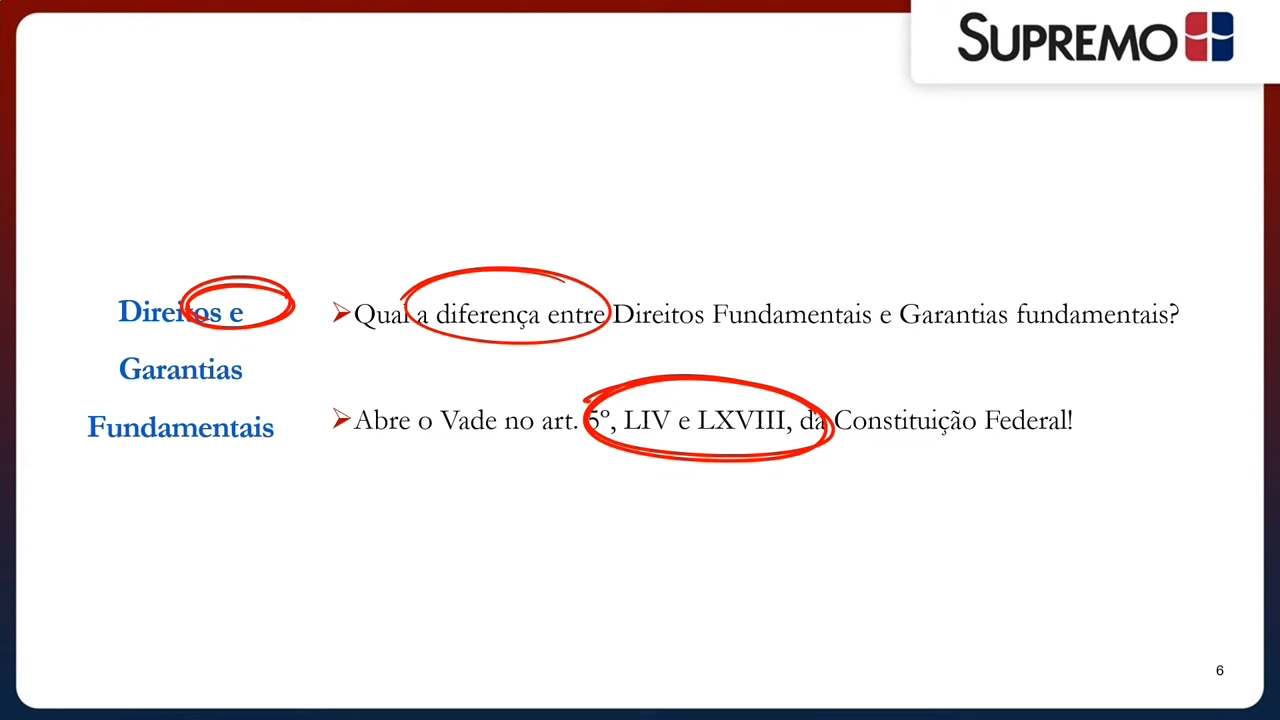 SUPREMO
Direitos e
Garantias
Fundamentais
Qual a diferença entre Direitos Fundamentais e Garantias fundamentais?
Abre o Vade no art. 5º, LIV e LXVIII, da Constituição Federal!
6